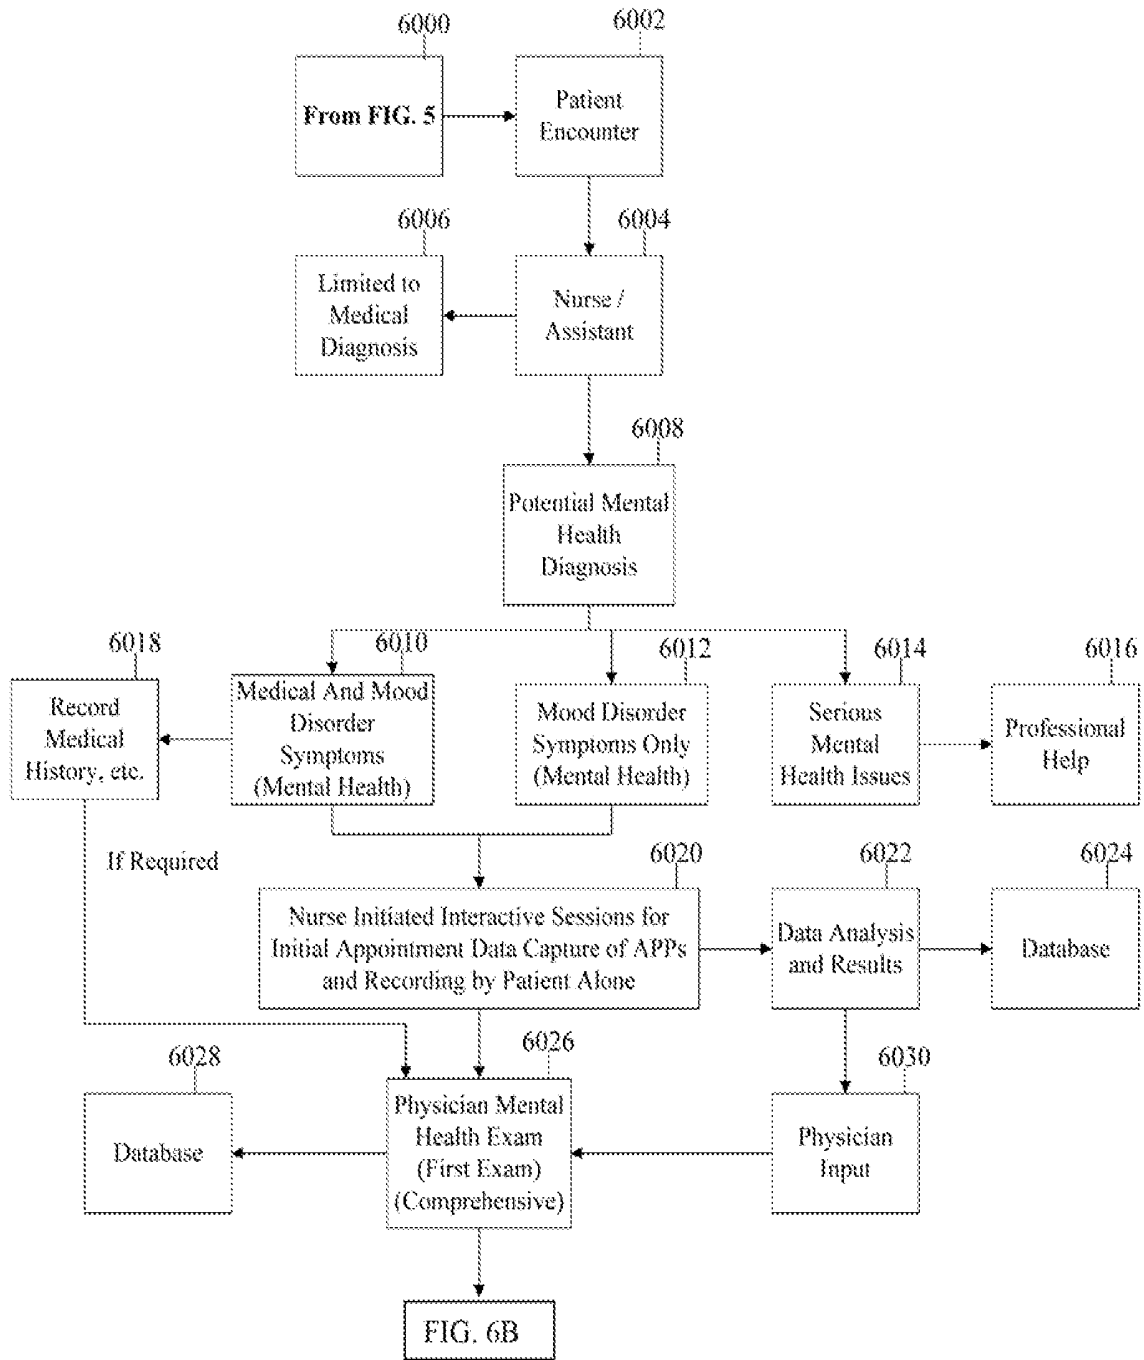 6000
6002
From FIG. 5
Patient
Encounter
6006
6004
Limited to
Medical
Diagnosis
Nurse /
Assistant
6008
Potential Mental
Health
Diagnosis
6018
6010
6012
6014
6016
Record
Medical
History, etc.
Medical And Mood
Disorder
Symptoms
(Mental Health)
Mood Disorder
Symptoms Only
(Mental Health)
Serious
Mental
Health Issues
Professional
Help
If Required
6020
6022
6024
Nurse Initiated Interactive Sessions for
Initial Appointment Data Capture of APPs
and Recording by Patient Alone
Data Analysis
and Results
Database
6028
6026
6030
Database
Physician Mental
Health Exam
(First Exam)
(Comprehensive)
Physician
Input
FIG. 6B